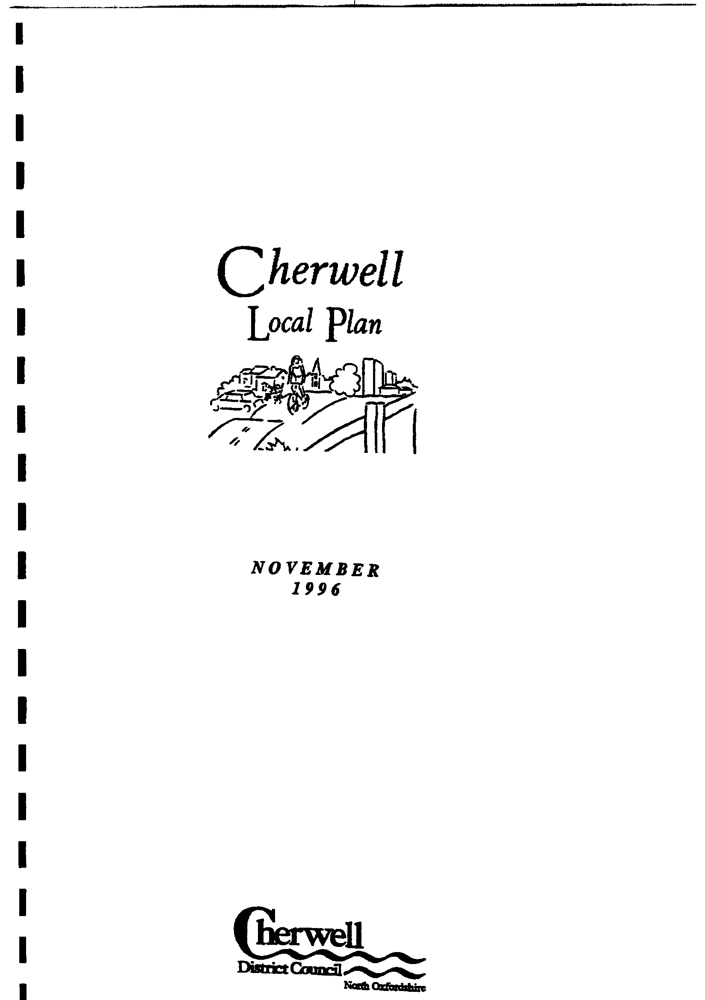 Cherwell
Local Plan
NOVEMBER
1996
Cherwell
District Council
North Oxfordshire